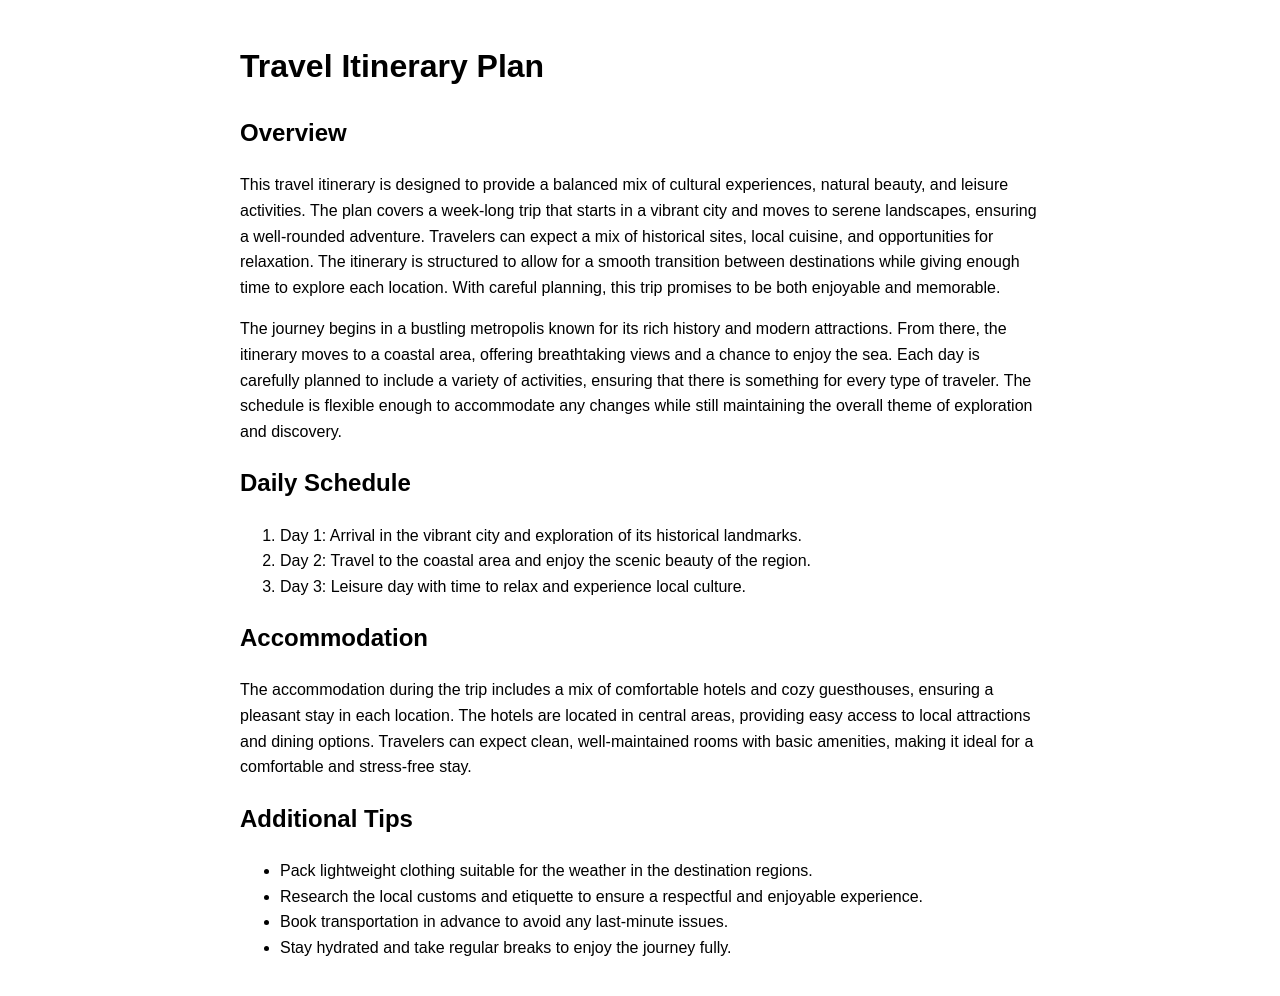 Travel Itinerary Plan
Overview
This travel itinerary is designed to provide a balanced mix of cultural experiences, natural beauty, and leisure
activities. The plan covers a week-long trip that starts in a vibrant city and moves to serene landscapes, ensuring
a well-rounded adventure. Travelers can expect a mix of historical sites, local cuisine, and opportunities for
relaxation. The itinerary is structured to allow for a smooth transition between destinations while giving enough
time to explore each location. With careful planning, this trip promises to be both enjoyable and memorable.
The journey begins in a bustling metropolis known for its rich history and modern attractions. From there, the
itinerary moves to a coastal area, offering breathtaking views and a chance to enjoy the sea. Each day is
carefully planned to include a variety of activities, ensuring that there is something for every type of traveler. The
schedule is flexible enough to accommodate any changes while still maintaining the overall theme of exploration
and discovery.
Daily Schedule
1. Day 1: Arrival in the vibrant city and exploration of its historical landmarks.
2. Day 2: Travel to the coastal area and enjoy the scenic beauty of the region.
3. Day 3: Leisure day with time to relax and experience local culture.
Accommodation
The accommodation during the trip includes a mix of comfortable hotels and cozy guesthouses, ensuring a
pleasant stay in each location. The hotels are located in central areas, providing easy access to local attractions
and dining options. Travelers can expect clean, well-maintained rooms with basic amenities, making it ideal for a
comfortable and stress-free stay.
Additional Tips
• Pack lightweight clothing suitable for the weather in the destination regions.
• Research the local customs and etiquette to ensure a respectful and enjoyable experience.
• Book transportation in advance to avoid any last-minute issues.
• Stay hydrated and take regular breaks to enjoy the journey fully.